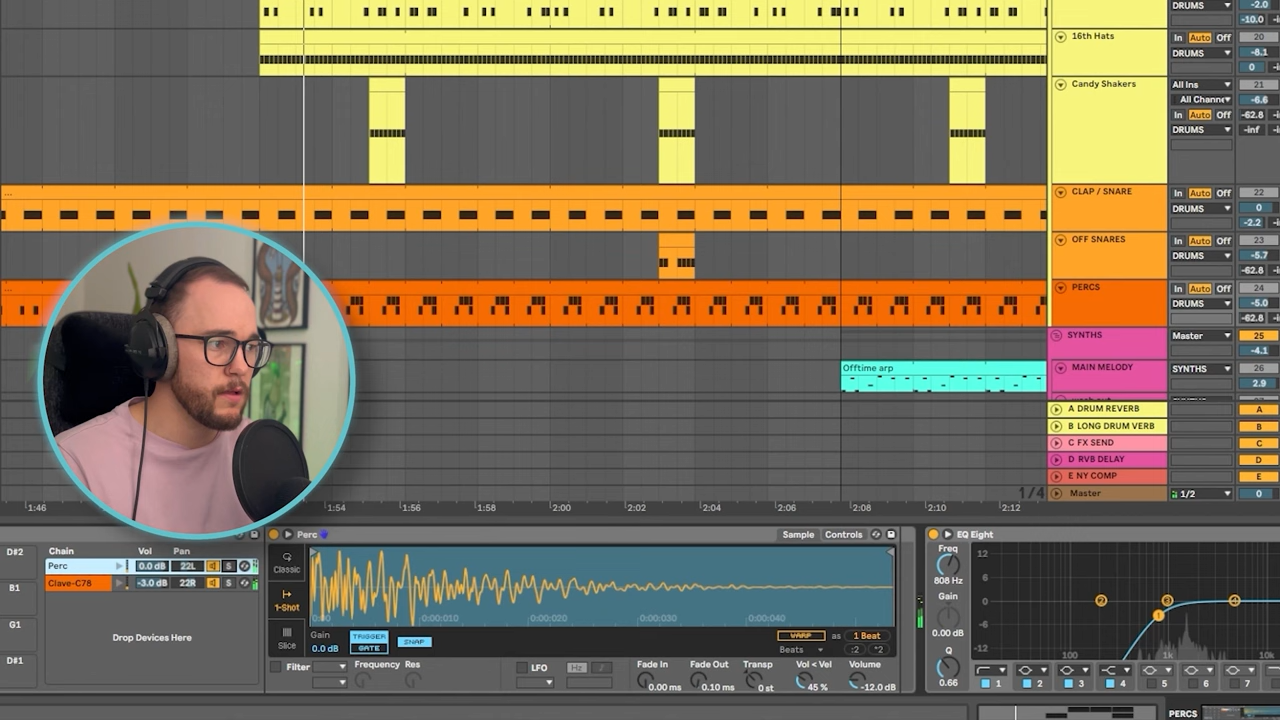 DRUMS
-2.0
-10.0
16th Hats
In Auto Off
20
DRUMS
-8.1
0
Candy Shakers
All Ins
21
All Channe
-6.6
In Auto Off
-62.8
DRUMS
-inf
...
CLAP / SNARE
In Auto Off
22
DRUMS
0
-2.2
OFF SNARES
In Auto Off
23
DRUMS
-5.7
-62.8
...
PERCS
In Auto Off
24
DRUMS
-5.0
-62.8
SYNTHS
Master
25
-4.1
Offtime arp
MAIN MELODY
SYNTHS
26
2.9
A DRUM REVERB
A
B LONG DRUM VERB
B
C FX SEND
C
D RVB DELAY
D
E NY COMP
E
1/4
Master
1/2
0
1:46
1:54
1:56
1:58
2:00
2:02
2:04
2:06
2:08
2:10
2:12
D#2
B1
G1
D#1
Chain Vol Pan
Perc 0.0 dB 22L S
Clave-C78 -3.0 dB 22R S
Drop Devices Here
Perc
Sample Controls
Classic
1-Shot
Slice
0:00 0:00:010 0:00:020 0:00:030 0:00:040
Gain
0.0 dB
TRIGGER
GATE
SNAP
WARP as 1 Beat
Beats :2 *2
Filter Frequency Res
LFO Hz
Fade In
0.00 ms
Fade Out
0.10 ms
Transp
0 st
Vol < Vel
45 %
Volume
-12.0 dB
EQ Eight
Freq
808 Hz
Gain
0.00 dB
Q
0.66
12
6
0
-6
-12
100 1k 10k
1 2 3 4
1 2 3 4 5 6 7
PERCS